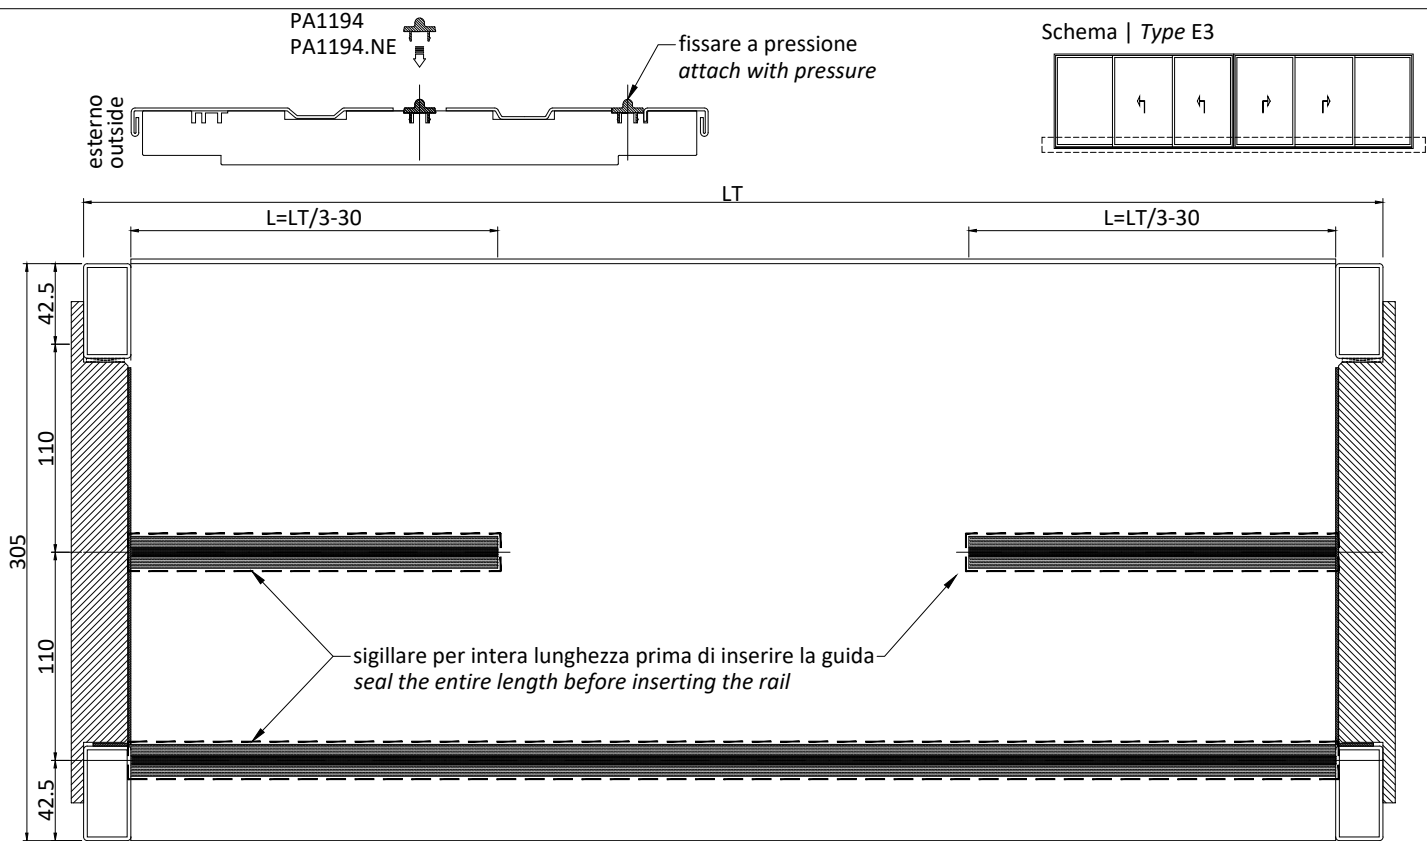 PA1194
PA1194.NE
fissare a pressione
attach with pressure
Schema | Type E3
esterno
outside
LT
L=LT/3-30
L=LT/3-30
42.5
110
305
110
42.5
sigillare per intera lunghezza prima di inserire la guida
seal the entire length before inserting the rail